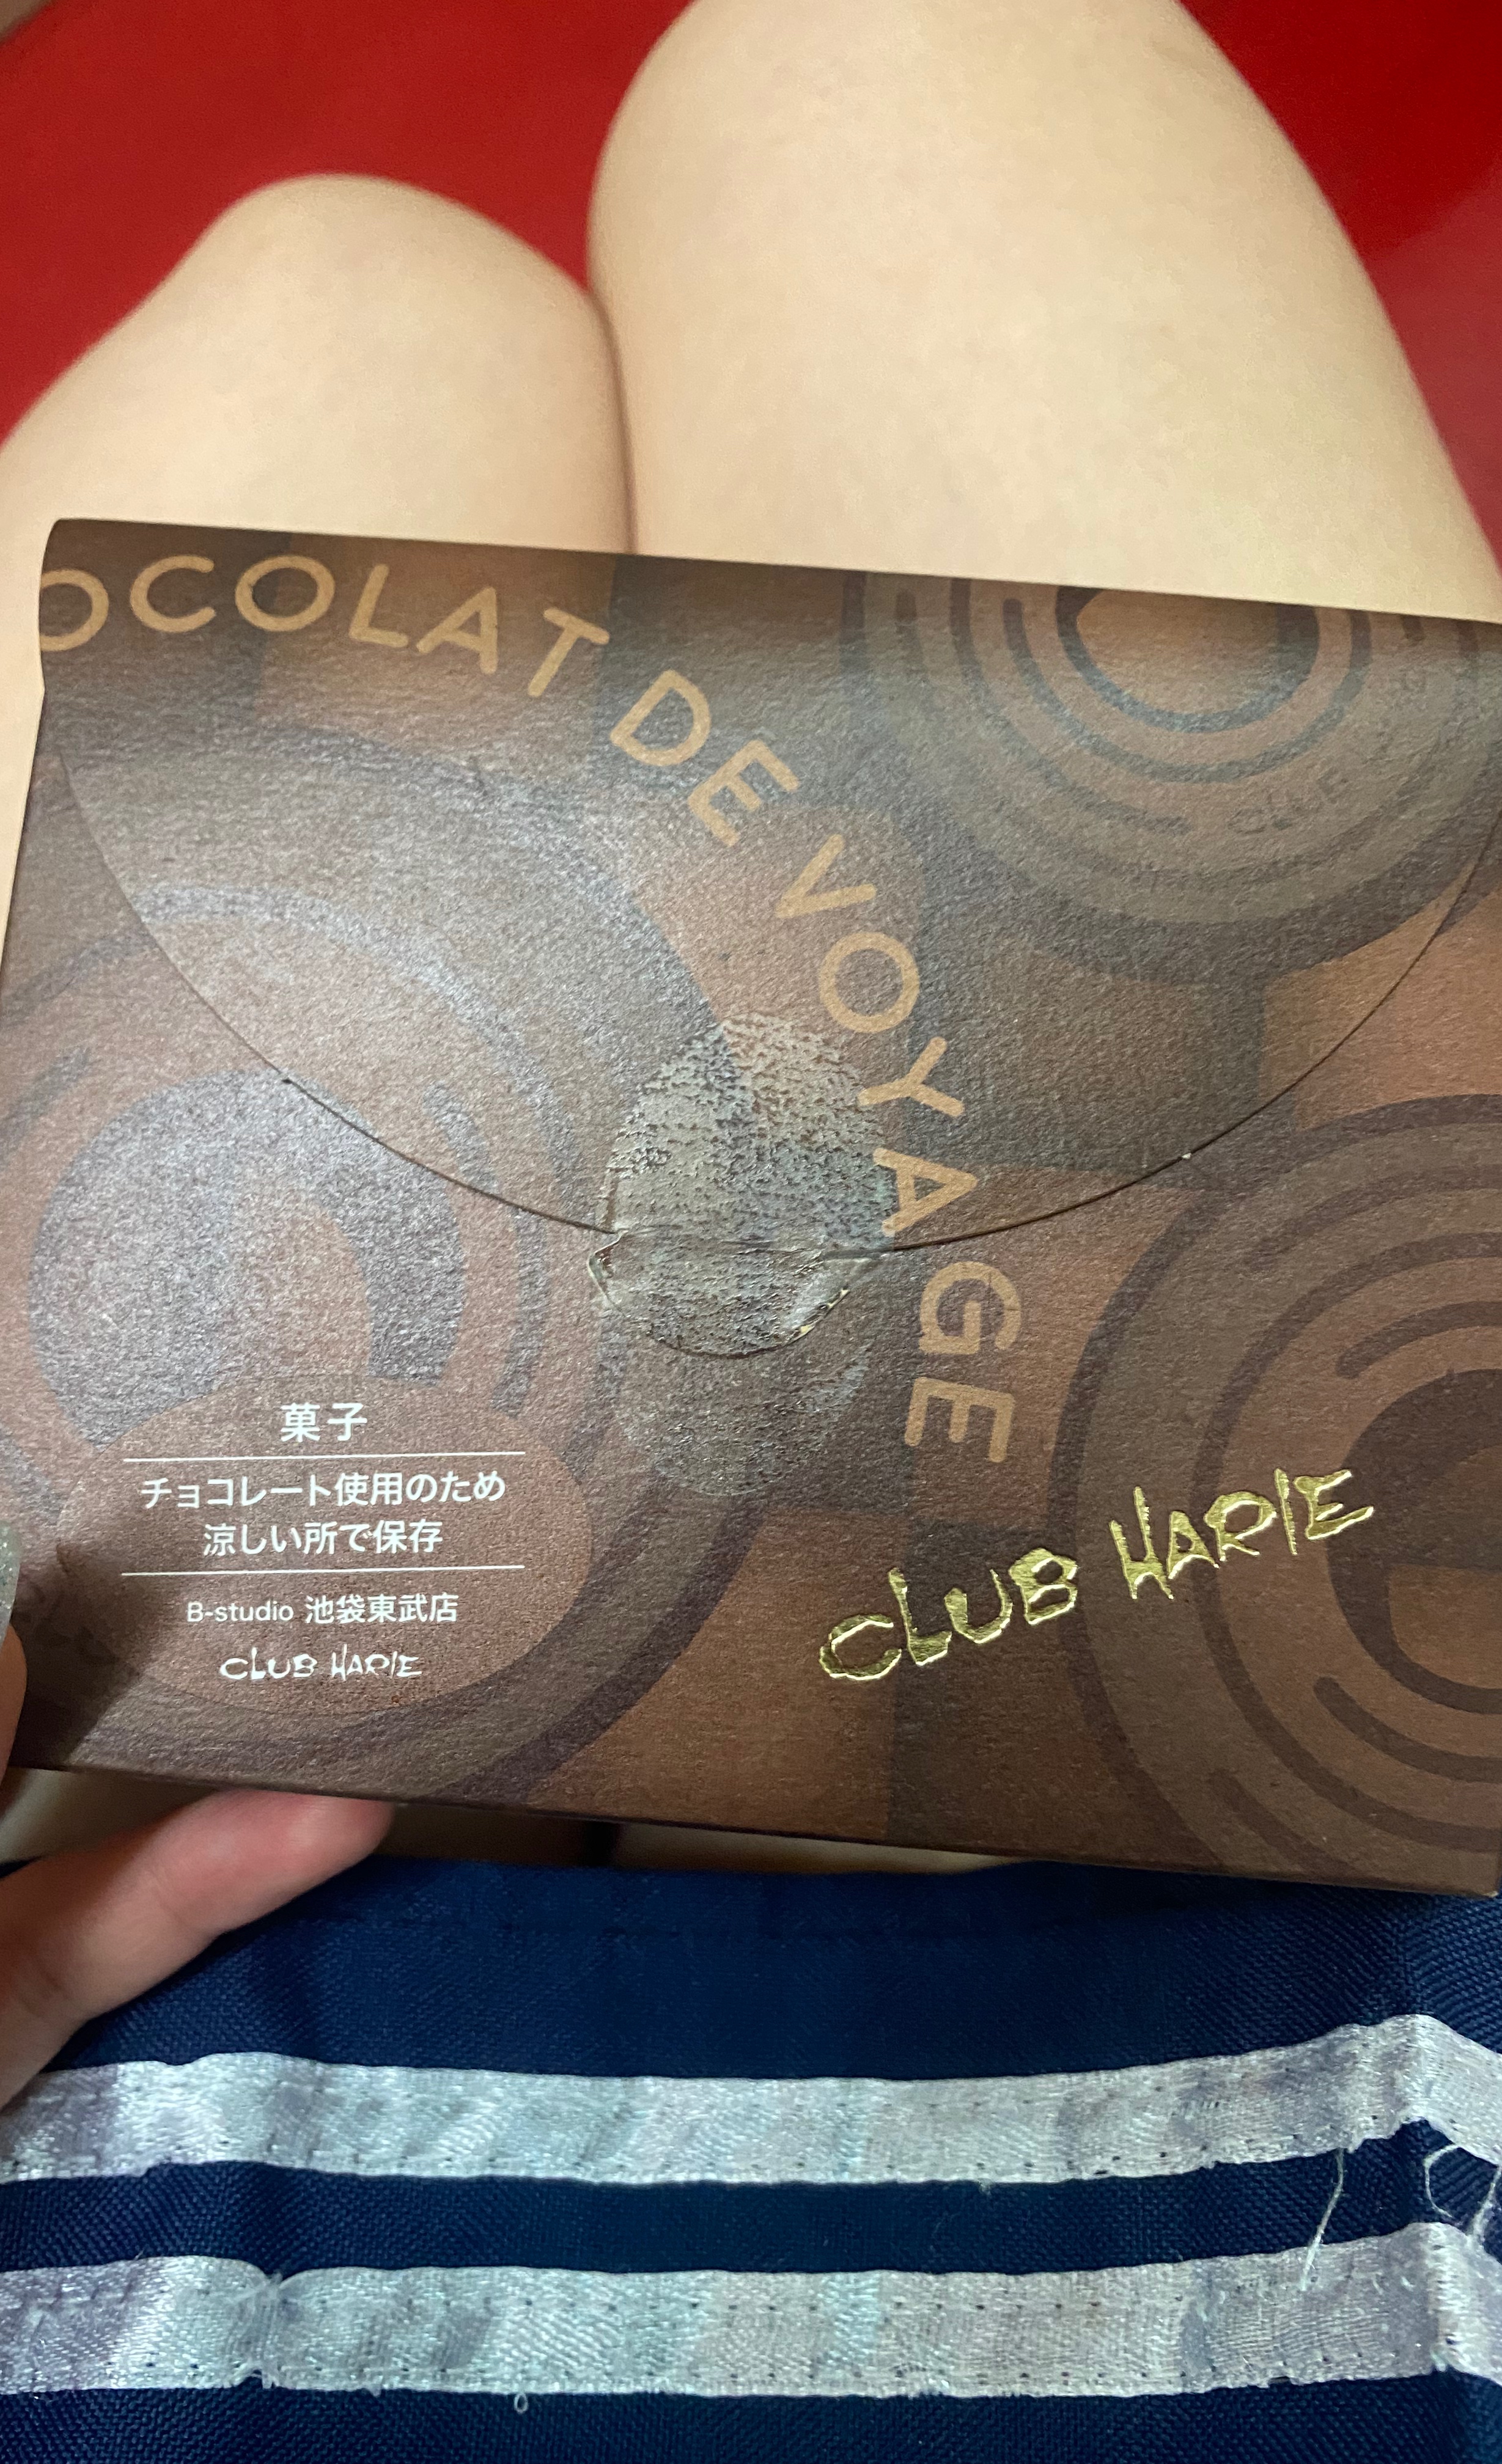 OCOLAT DE VOYAGE
菓子
チョコレート使用のため
涼しい所で保存
B-studio 池袋東武店
CLUB HARIE
CLUB HARIE